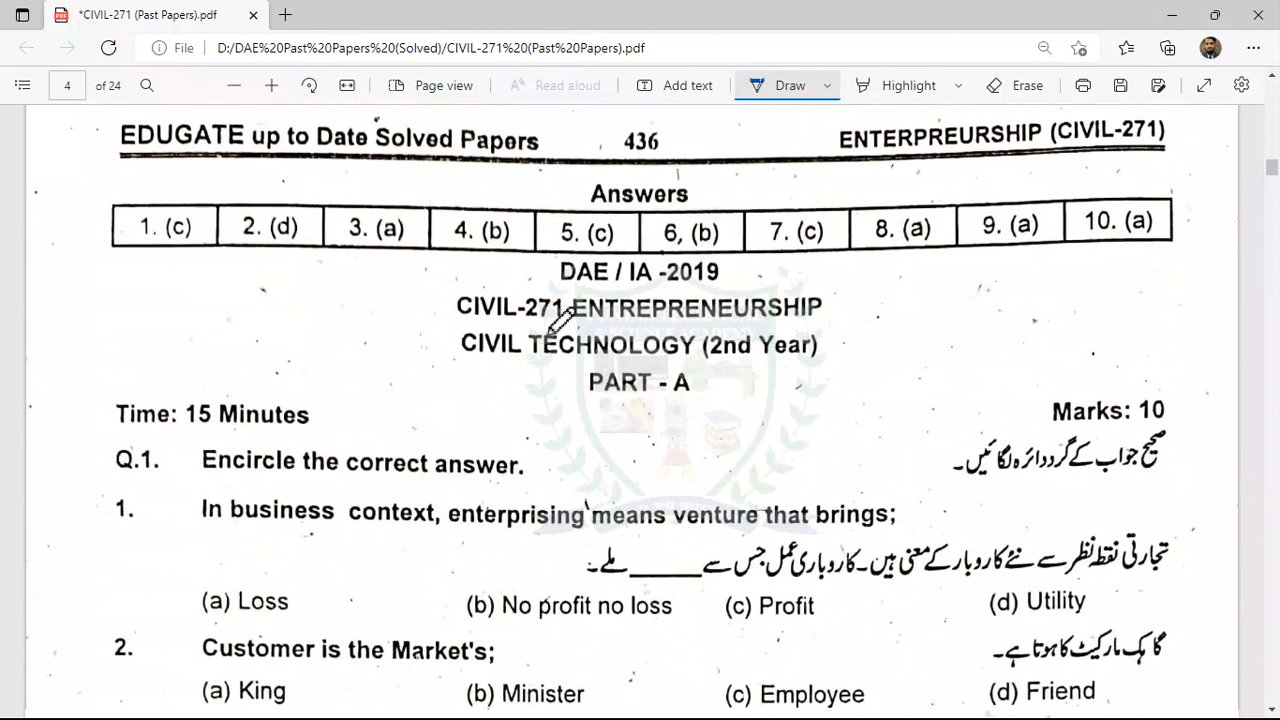 *CIVIL-271 (Past Papers).pdf
File D:/DAE%20Past%20Papers%20(Solved)/CIVIL-271%20(Past%20Papers).pdf
4 of 24 Page view Read aloud Add text Draw Highlight Erase
EDUGATE up to Date Solved Papers 436 ENTERPREURSHIP (CIVIL-271)
Answers
1. (c) 2. (d) 3. (a) 4. (b) 5. (c) 6, (b) 7. (c) 8. (a) 9. (a) 10. (a)
DAE / IA -2019
CIVIL-271 ENTREPRENEURSHIP
CIVIL TECHNOLOGY (2nd Year)
PART - A
Time: 15 Minutes Marks: 10
Q.1. Encircle the correct answer. صحیح جواب کے گرد دائرہ لگائیں۔
1. In business context, enterprising means venture that brings;
تجارتی نقطہ نظر سے نئے کاروبار کے معنی ہیں۔ کاروباری عمل جس سے ______ ملے۔
(a) Loss (b) No profit no loss (c) Profit (d) Utility
2. Customer is the Market's; گاہک مارکیٹ کا ہوتا ہے۔
(a) King (b) Minister (c) Employee (d) Friend